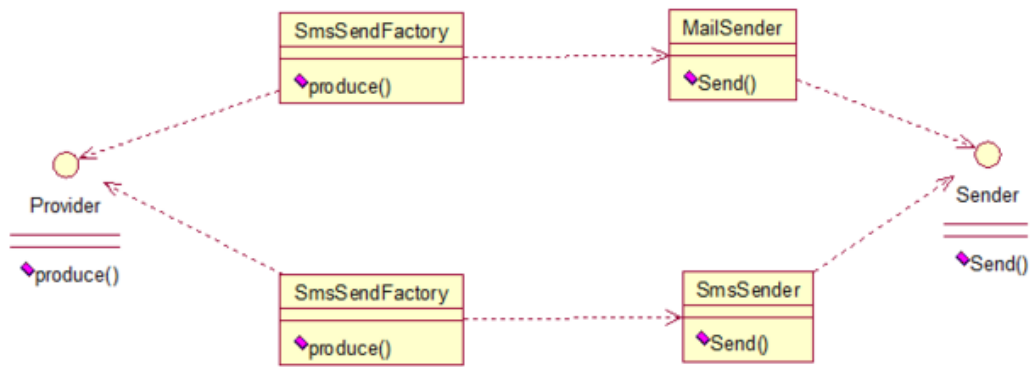 SmsSendFactory
produce()
MailSender
Send()
Provider
produce()
Sender
Send()
SmsSendFactory
produce()
SmsSender
Send()